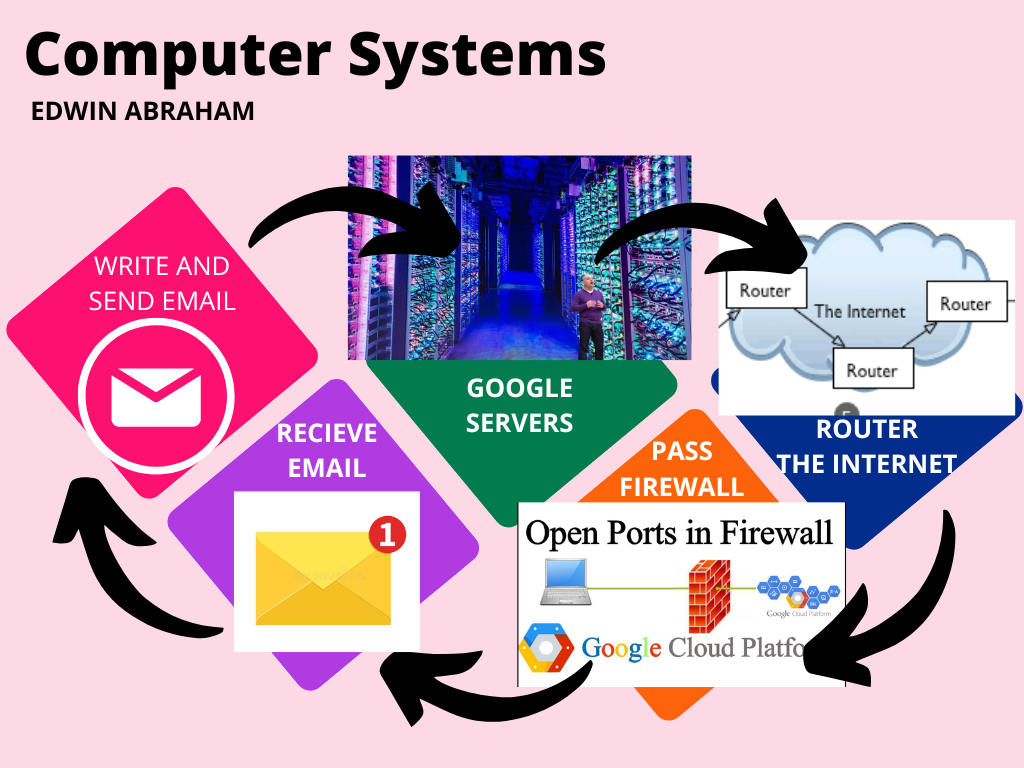 Computer Systems
EDWIN ABRAHAM
WRITE AND
SEND EMAIL
GOOGLE
SERVERS
Router
The Internet
Router
Router
ROUTER
THE INTERNET
PASS
FIREWALL
Open Ports in Firewall
Google Cloud Platform
Google Cloud Platfo
RECIEVE
EMAIL
1